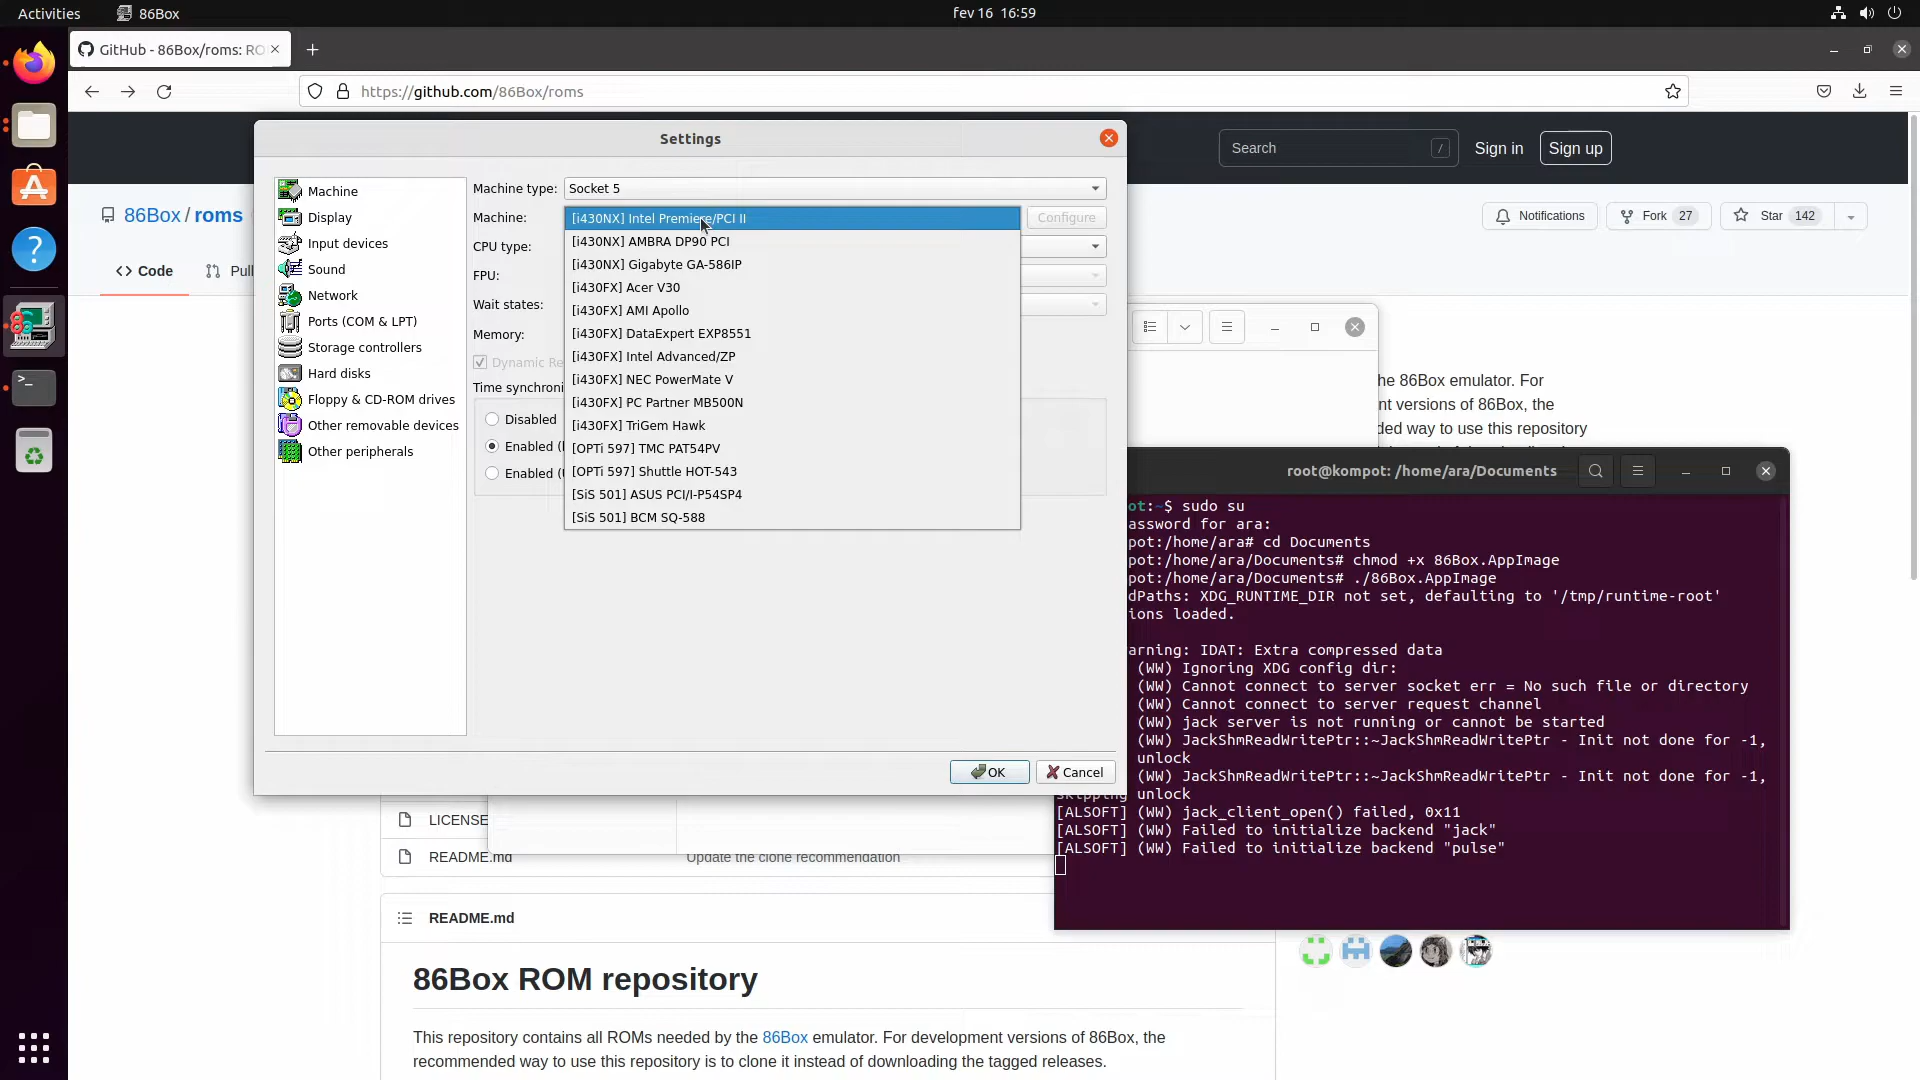 Activities
86Box
fev 16 16:59
GitHub - 86Box/roms: RO
https://github.com/86Box/roms
Search
/
Sign in
Sign up
86Box / roms
Notifications
Fork 27
Star 142
Code
Pull
Settings
Machine
Display
Input devices
Sound
Network
Ports (COM & LPT)
Storage controllers
Hard disks
Floppy & CD-ROM drives
Other removable devices
Other peripherals
Machine type: Socket 5
Machine:
Configure
CPU type:
FPU:
Wait states:
Memory:
Dynamic Re
Time synchroni
Disabled
Enabled (
Enabled (
[i430NX] Intel Premiere/PCI II
[i430NX] AMBRA DP90 PCI
[i430NX] Gigabyte GA-586IP
[i430FX] Acer V30
[i430FX] AMI Apollo
[i430FX] DataExpert EXP8551
[i430FX] Intel Advanced/ZP
[i430FX] NEC PowerMate V
[i430FX] PC Partner MB500N
[i430FX] TriGem Hawk
[OPTi 597] TMC PAT54PV
[OPTi 597] Shuttle HOT-543
[SiS 501] ASUS PCI/I-P54SP4
[SiS 501] BCM SQ-588
OK
Cancel
he 86Box emulator. For
nt versions of 86Box, the
ded way to use this repository
root@kompot: /home/ara/Documents
ot:~$ sudo su
assword for ara:
pot:/home/ara# cd Documents
pot:/home/ara/Documents# chmod +x 86Box.AppImage
pot:/home/ara/Documents# ./86Box.AppImage
dPaths: XDG_RUNTIME_DIR not set, defaulting to '/tmp/runtime-root'
ions loaded.
arning: IDAT: Extra compressed data
(WW) Ignoring XDG config dir:
(WW) Cannot connect to server socket err = No such file or directory
(WW) Cannot connect to server request channel
(WW) jack server is not running or cannot be started
(WW) JackShmReadWritePtr::~JackShmReadWritePtr - Init not done for -1,
unlock
(WW) JackShmReadWritePtr::~JackShmReadWritePtr - Init not done for -1,
skipping unlock
[ALSOFT] (WW) jack_client_open() failed, 0x11
[ALSOFT] (WW) Failed to initialize backend "jack"
[ALSOFT] (WW) Failed to initialize backend "pulse"
LICENSE
README.md
Update the clone recommendation
README.md
86Box ROM repository
This repository contains all ROMs needed by the 86Box emulator. For development versions of 86Box, the
recommended way to use this repository is to clone it instead of downloading the tagged releases.